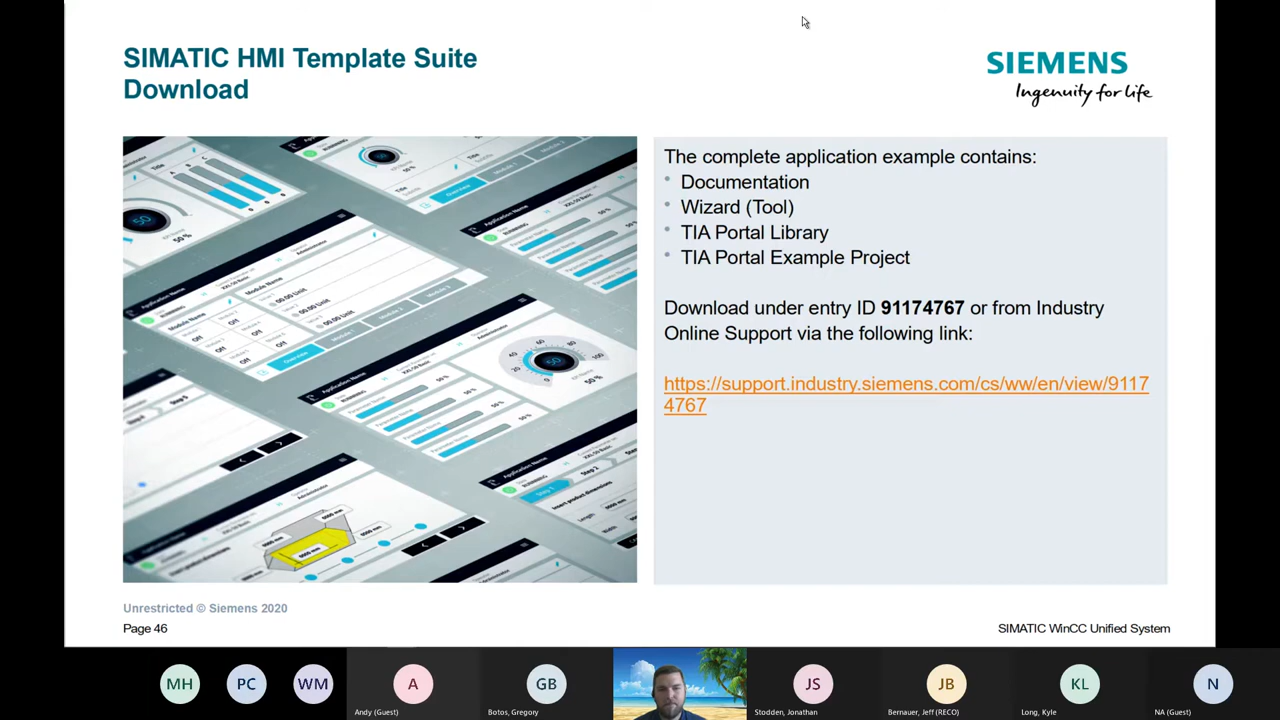 SIMATIC HMI Template Suite
Download
SIEMENS
Ingenuity for life
The complete application example contains:
Documentation
Wizard (Tool)
TIA Portal Library
TIA Portal Example Project
Download under entry ID 91174767 or from Industry
Online Support via the following link:
https://support.industry.siemens.com/cs/ww/en/view/9117
4767
Unrestricted © Siemens 2020
Page 46
SIMATIC WinCC Unified System
MH
PC
WM
A
GB
JS
JB
KL
N
Andy (Guest)
Botos, Gregory
Stodden, Jonathan
Bernauer, Jeff (RECO)
Long, Kyle
NA (Guest)